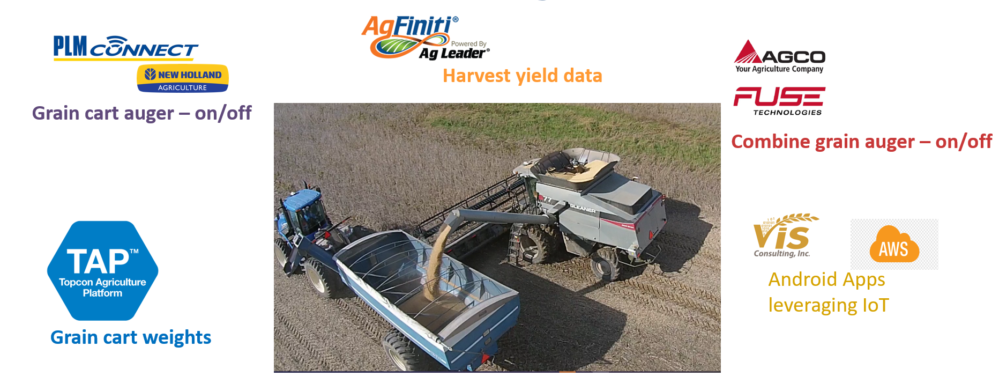 PLM CONNECT
NEW HOLLAND
AGRICULTURE
Grain cart auger – on/off
AgFiniti®
Powered By
Ag Leader®
Harvest yield data
AGCO
Your Agriculture Company
FUSE
TECHNOLOGIES
Combine grain auger – on/off
77
GLEANER
TAP™
Topcon Agriculture
Platform
Grain cart weights
ViS
Consulting, Inc.
AWS
Android Apps
leveraging IoT